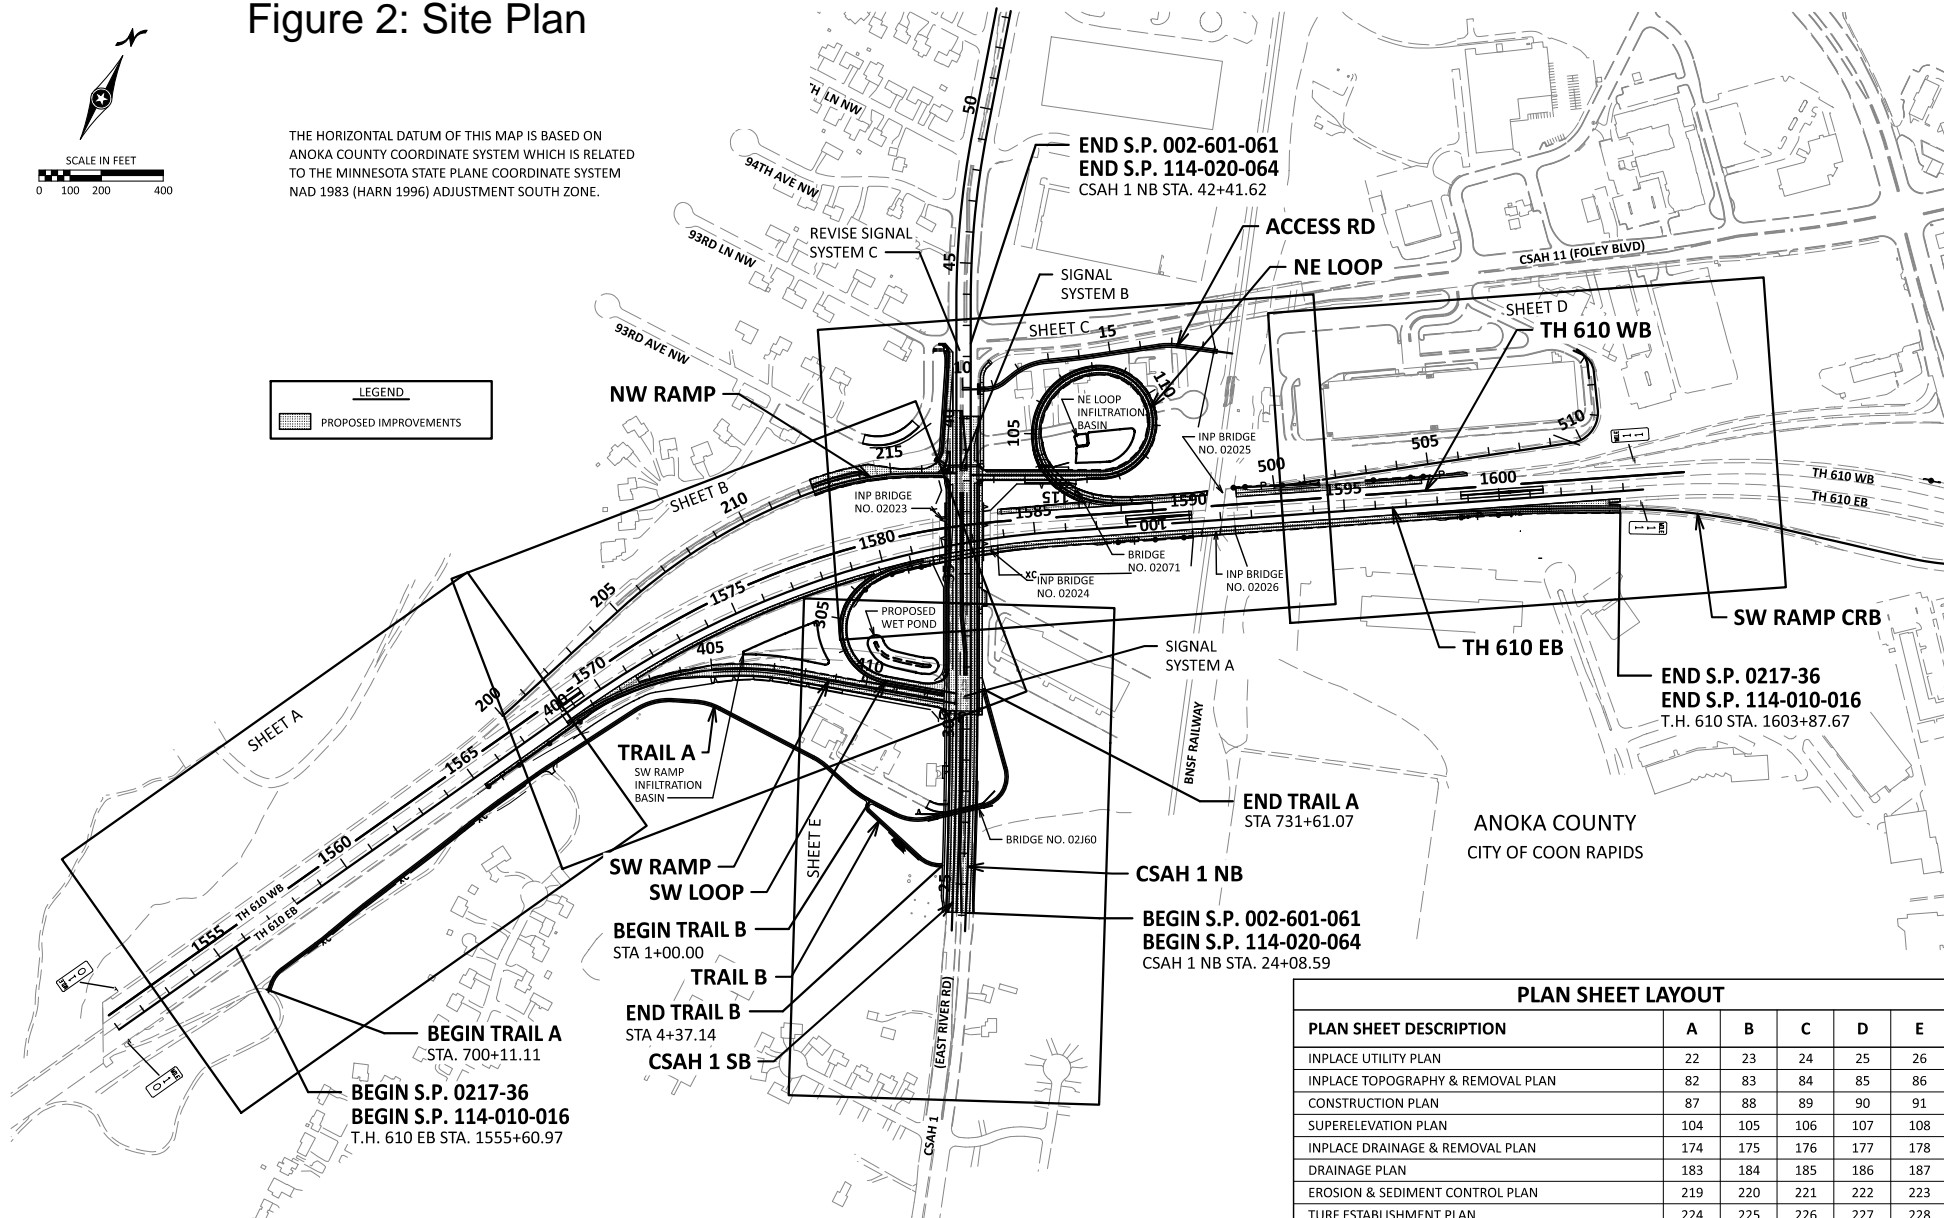 Figure 2: Site Plan
N
SCALE IN FEET
0 100 200 400
THE HORIZONTAL DATUM OF THIS MAP IS BASED ON
ANOKA COUNTY COORDINATE SYSTEM WHICH IS RELATED
TO THE MINNESOTA STATE PLANE COORDINATE SYSTEM
NAD 1983 (HARN 1996) ADJUSTMENT SOUTH ZONE.
LEGEND
PROPOSED IMPROVEMENTS
TH LN NW
94TH AVE NW
93RD LN NW
93RD AVE NW
50
45
END S.P. 002-601-061
END S.P. 114-020-064
CSAH 1 NB STA. 42+41.62
REVISE SIGNAL
SYSTEM C
SIGNAL
SYSTEM B
ACCESS RD
NE LOOP
CSAH 11 (FOLEY BLVD)
SHEET C
15
SHEET D
TH 610 WB
10
110
105
NE LOOP
INFILTRATION
BASIN
NW RAMP
215
SHEET B
210
INP BRIDGE
NO. 02023
INP BRIDGE
NO. 02025
500
505
510
115
1585
1590
1595
1600
100
TH 610 WB
TH 610 EB
1580
BRIDGE
NO. 02071
XC
INP BRIDGE
NO. 02024
INP BRIDGE
NO. 02026
205
1575
305
PROPOSED
WET POND
SW RAMP CRB
TH 610 EB
405
410
SIGNAL
SYSTEM A
1570
200
400
END S.P. 0217-36
END S.P. 114-010-016
T.H. 610 STA. 1603+87.67
SHEET A
1565
TRAIL A
SW RAMP
INFILTRATION
BASIN
BNSF RAILWAY
END TRAIL A
STA 731+61.07
XC
1560
SHEET E
BRIDGE NO. 02J60
ANOKA COUNTY
CITY OF COON RAPIDS
SW RAMP
SW LOOP
XC
25
CSAH 1 NB
TH 610 WB
TH 610 EB
1555
XC
BEGIN TRAIL B
STA 1+00.00
BEGIN S.P. 002-601-061
BEGIN S.P. 114-020-064
CSAH 1 NB STA. 24+08.59
TRAIL B
END TRAIL B
STA 4+37.14
CSAH 1 SB
(EAST RIVER RD)
CSAH 1
BEGIN TRAIL A
STA. 700+11.11
BEGIN S.P. 0217-36
BEGIN S.P. 114-010-016
T.H. 610 EB STA. 1555+60.97
PLAN SHEET LAYOUT
PLAN SHEET DESCRIPTION A B C D E
INPLACE UTILITY PLAN 22 23 24 25 26
INPLACE TOPOGRAPHY & REMOVAL PLAN 82 83 84 85 86
CONSTRUCTION PLAN 87 88 89 90 91
SUPERELEVATION PLAN 104 105 106 107 108
INPLACE DRAINAGE & REMOVAL PLAN 174 175 176 177 178
DRAINAGE PLAN 183 184 185 186 187
EROSION & SEDIMENT CONTROL PLAN 219 220 221 222 223
TURF ESTABLISHMENT PLAN 224 225 226 227 228